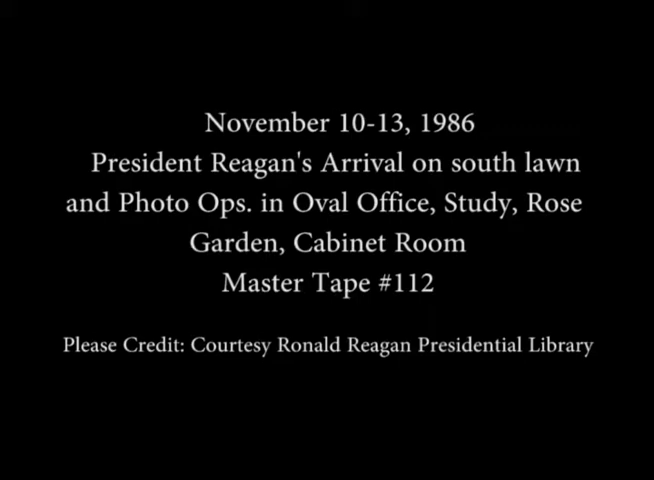 November 10-13, 1986
President Reagan's Arrival on south lawn
and Photo Ops. in Oval Office, Study, Rose
Garden, Cabinet Room
Master Tape #112
Please Credit: Courtesy Ronald Reagan Presidential Library